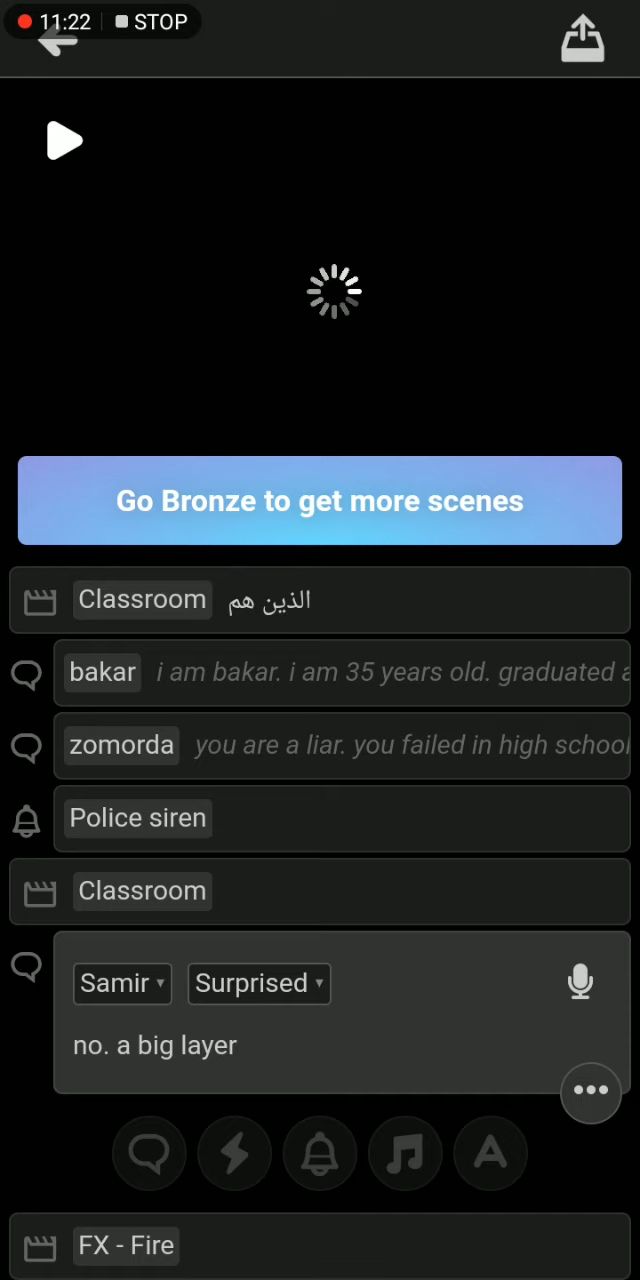 11:22 STOP
Go Bronze to get more scenes
Classroom الذين هم
bakar i am bakar. i am 35 years old. graduated a
zomorda you are a liar. you failed in high school
Police siren
Classroom
Samir Surprised
no. a big layer
FX - Fire